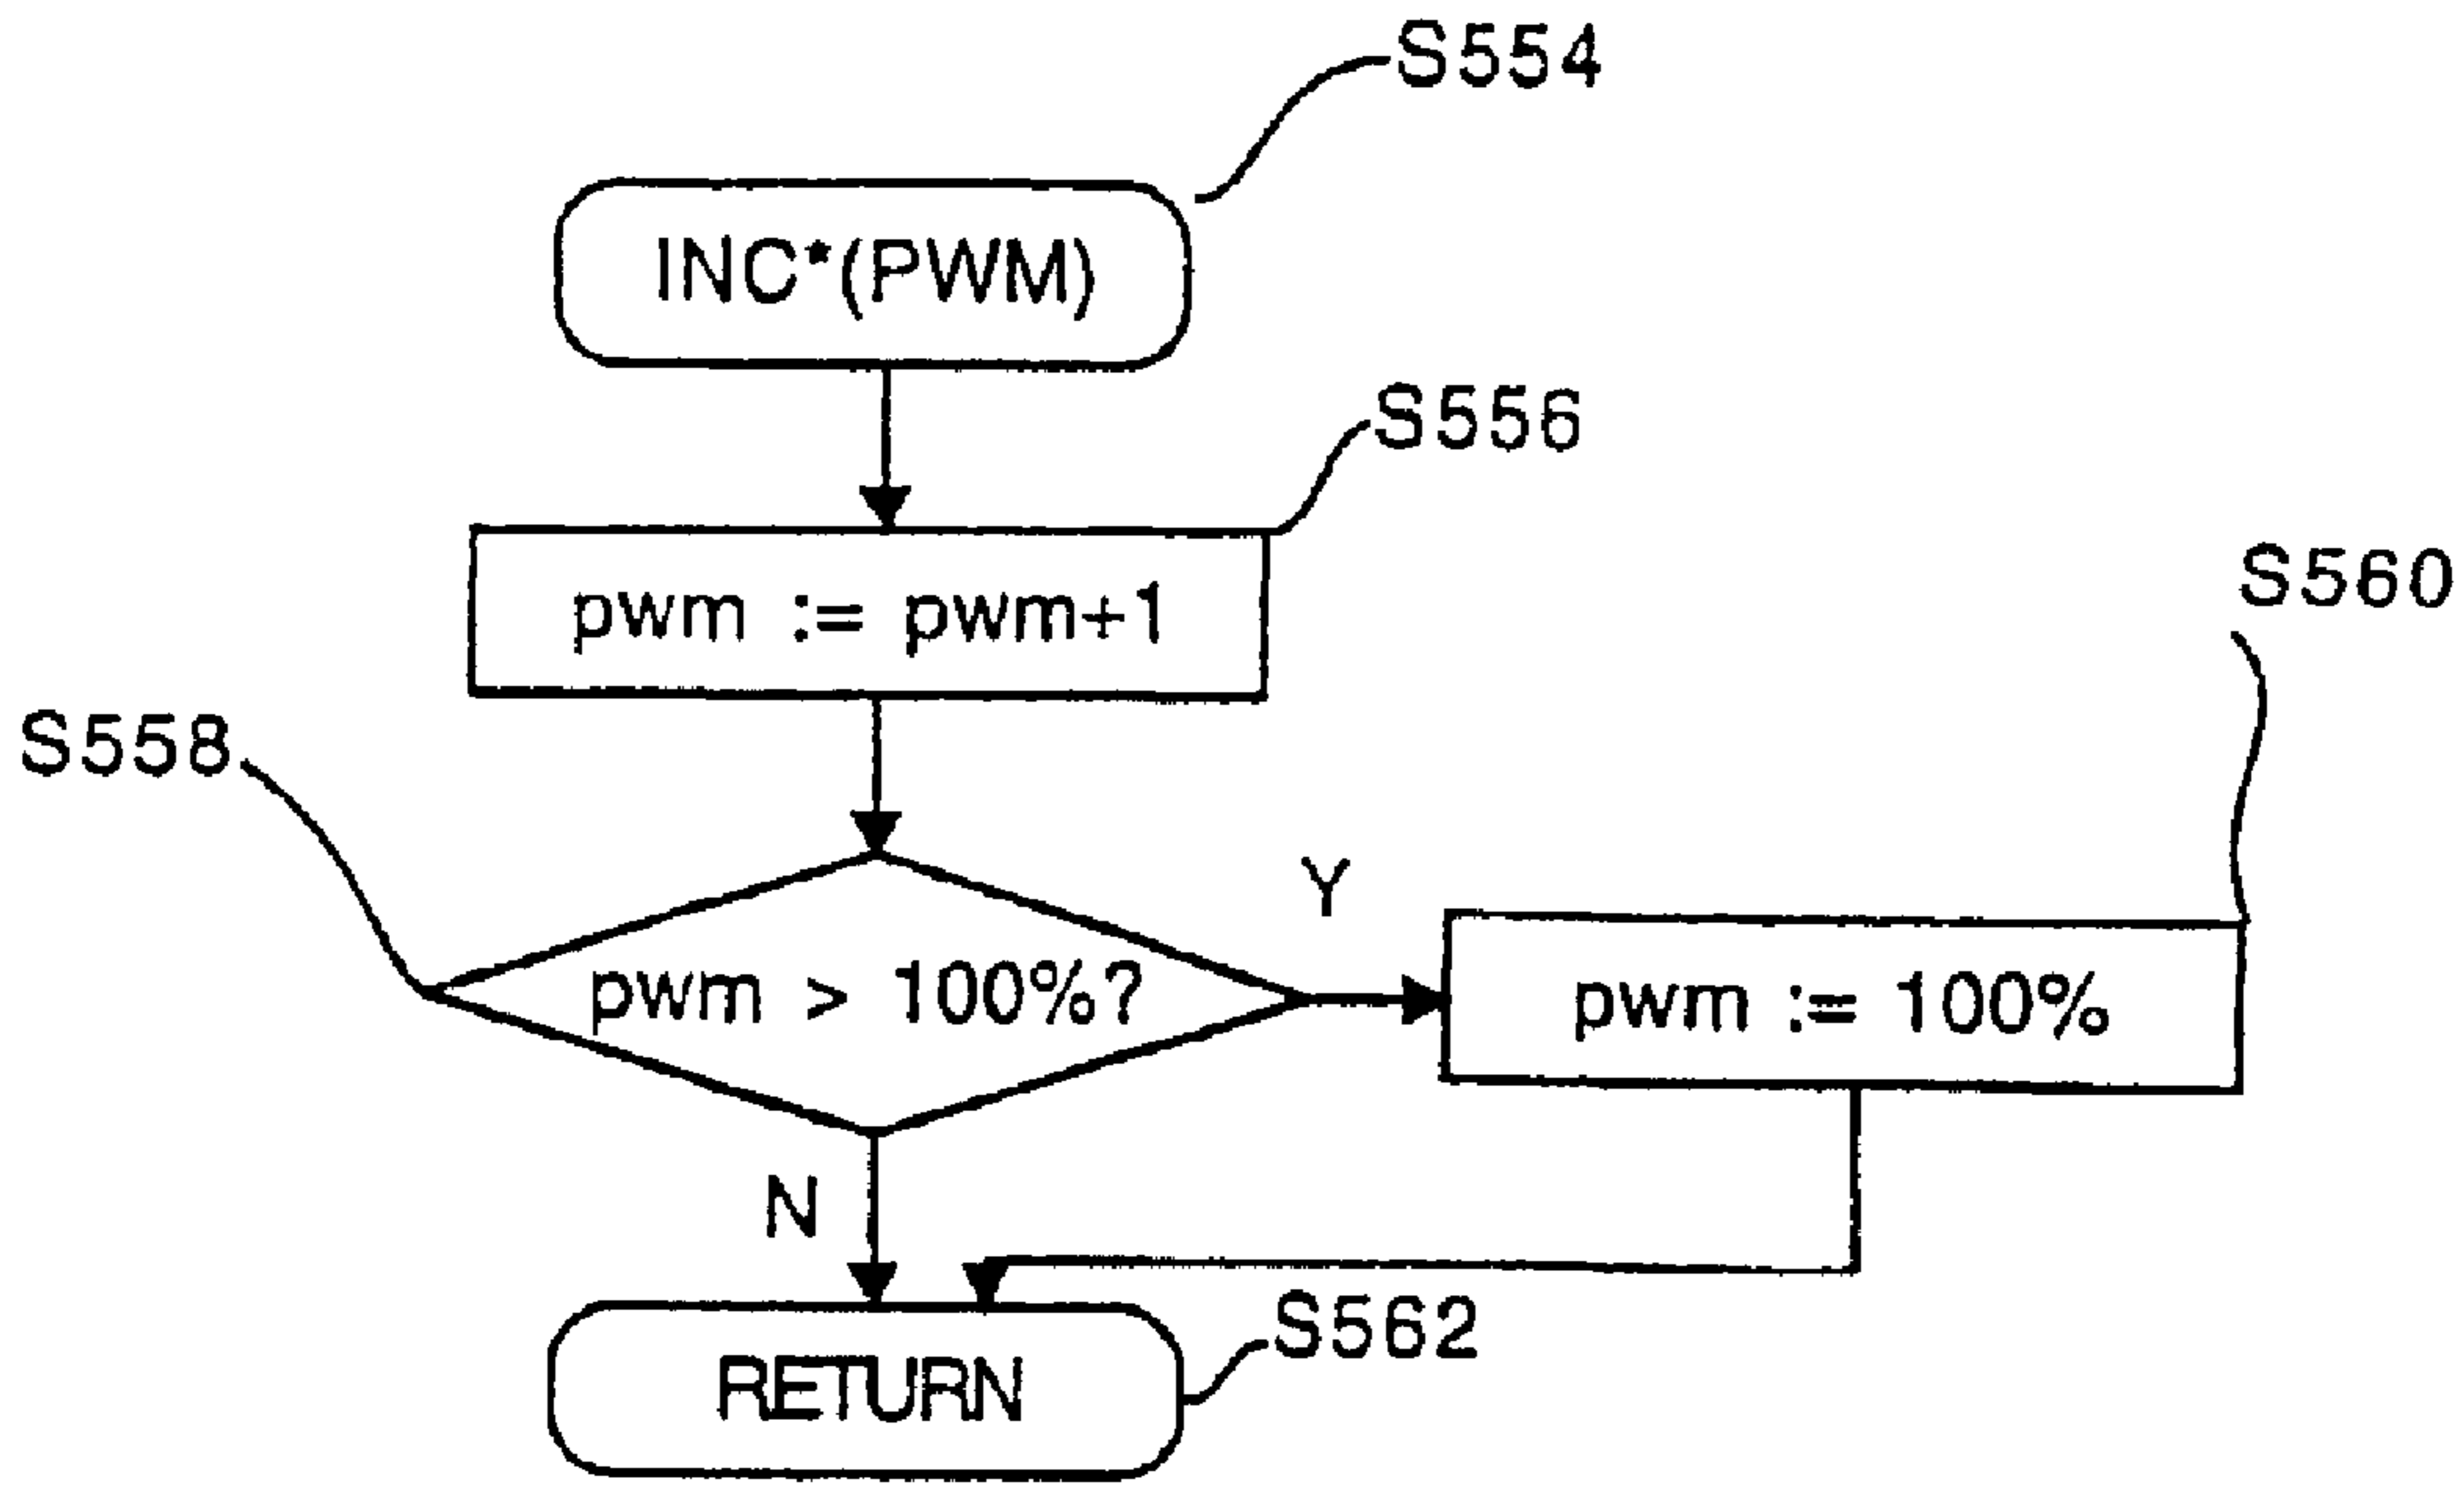 S554
INC*(PWM)
S556
pwm := pwm+1
S560
S558
Y
pwm > 100%?
pwm := 100%
N
S562
RETURN